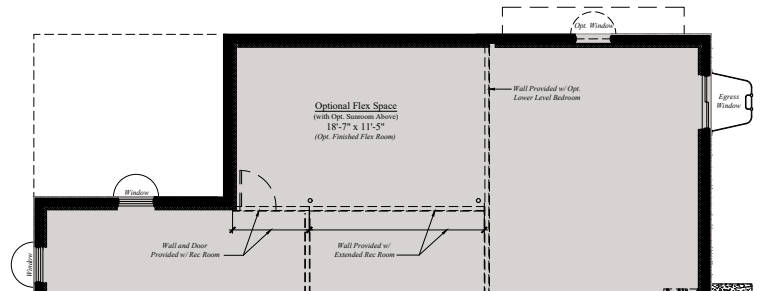 Opt. Window
Optional Flex Space
(with Opt. Sunroom Above)
18'-7" x 11'-5"
(Opt. Finished Flex Room)
Wall Provided w/ Opt.
Lower Level Bedroom
Egress
Window
Window
Window
Wall and Door
Provided w/ Rec Room
Wall Provided w/
Extended Rec Room